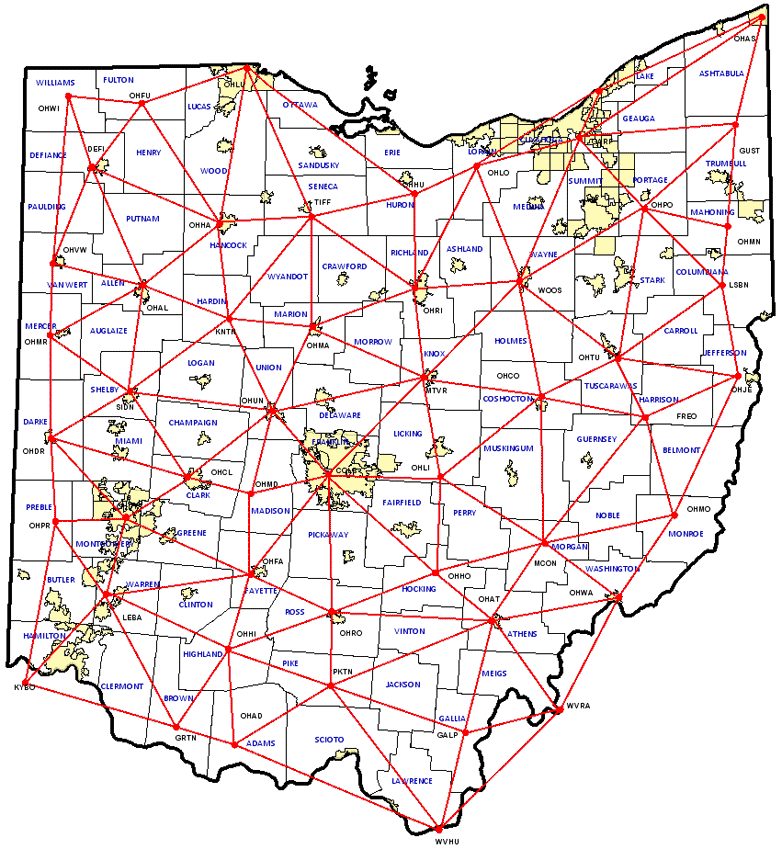 OHAS
LAKE
WILLIAMS
FULTON
ASHTABULA
OHLU
OHFU
OTTAWA
OHWI
LUCAS
GEAUGA
DEFI
DEFIANCE
HENRY
ERIE
LORAIN
GUST
WOOD
SANDUSKY
OHLO
TRUMBULL
SENECA
SUMMIT
PORTAGE
OHHU
PAULDING
TIFF
HURON
MEDINA
OHPO
MAHONING
PUTNAM
OHHA
OHMN
HANCOCK
OHVW
RICHLAND
ASHLAND
WAYNE
CRAWFORD
COLUMBIANA
WYANDOT
VAN WERT
ALLEN
STARK
LSBN
WOOS
HARDIN
OHAL
OHRI
MARION
MERCER
AUGLAIZE
KNTN
CARROLL
OHMR
OHMA
MORROW
HOLMES
KNOX
JEFFERSON
OHTU
LOGAN
UNION
OHCO
TUSCARAWAS
SHELBY
MTVR
OHJE
SIDN
OHUN
COSHOCTON
HARRISON
DELAWARE
FREO
DARKE
CHAMPAIGN
MIAMI
LICKING
GUERNSEY
FRANKLIN
MUSKINGUM
BELMONT
OHDR
OHCL
COLB
OHLI
OHMD
CLARK
PREBLE
MADISON
FAIRFIELD
PERRY
OHMO
NOBLE
OHPR
GREENE
PICKAWAY
MONROE
MONTGOMERY
MORGAN
MCON
OHFA
WASHINGTON
BUTLER
WARREN
OHHO
FAYETTE
CLINTON
HOCKING
OHWA
OHAT
LEBA
ROSS
HAMILTON
OHHI
OHRO
VINTON
ATHENS
HIGHLAND
PIKE
PKTN
MEIGS
KYBO
CLERMONT
JACKSON
BROWN
WVRA
OHAD
GALLIA
GRTN
GALP
ADAMS
SCIOTO
LAWRENCE
WVHU